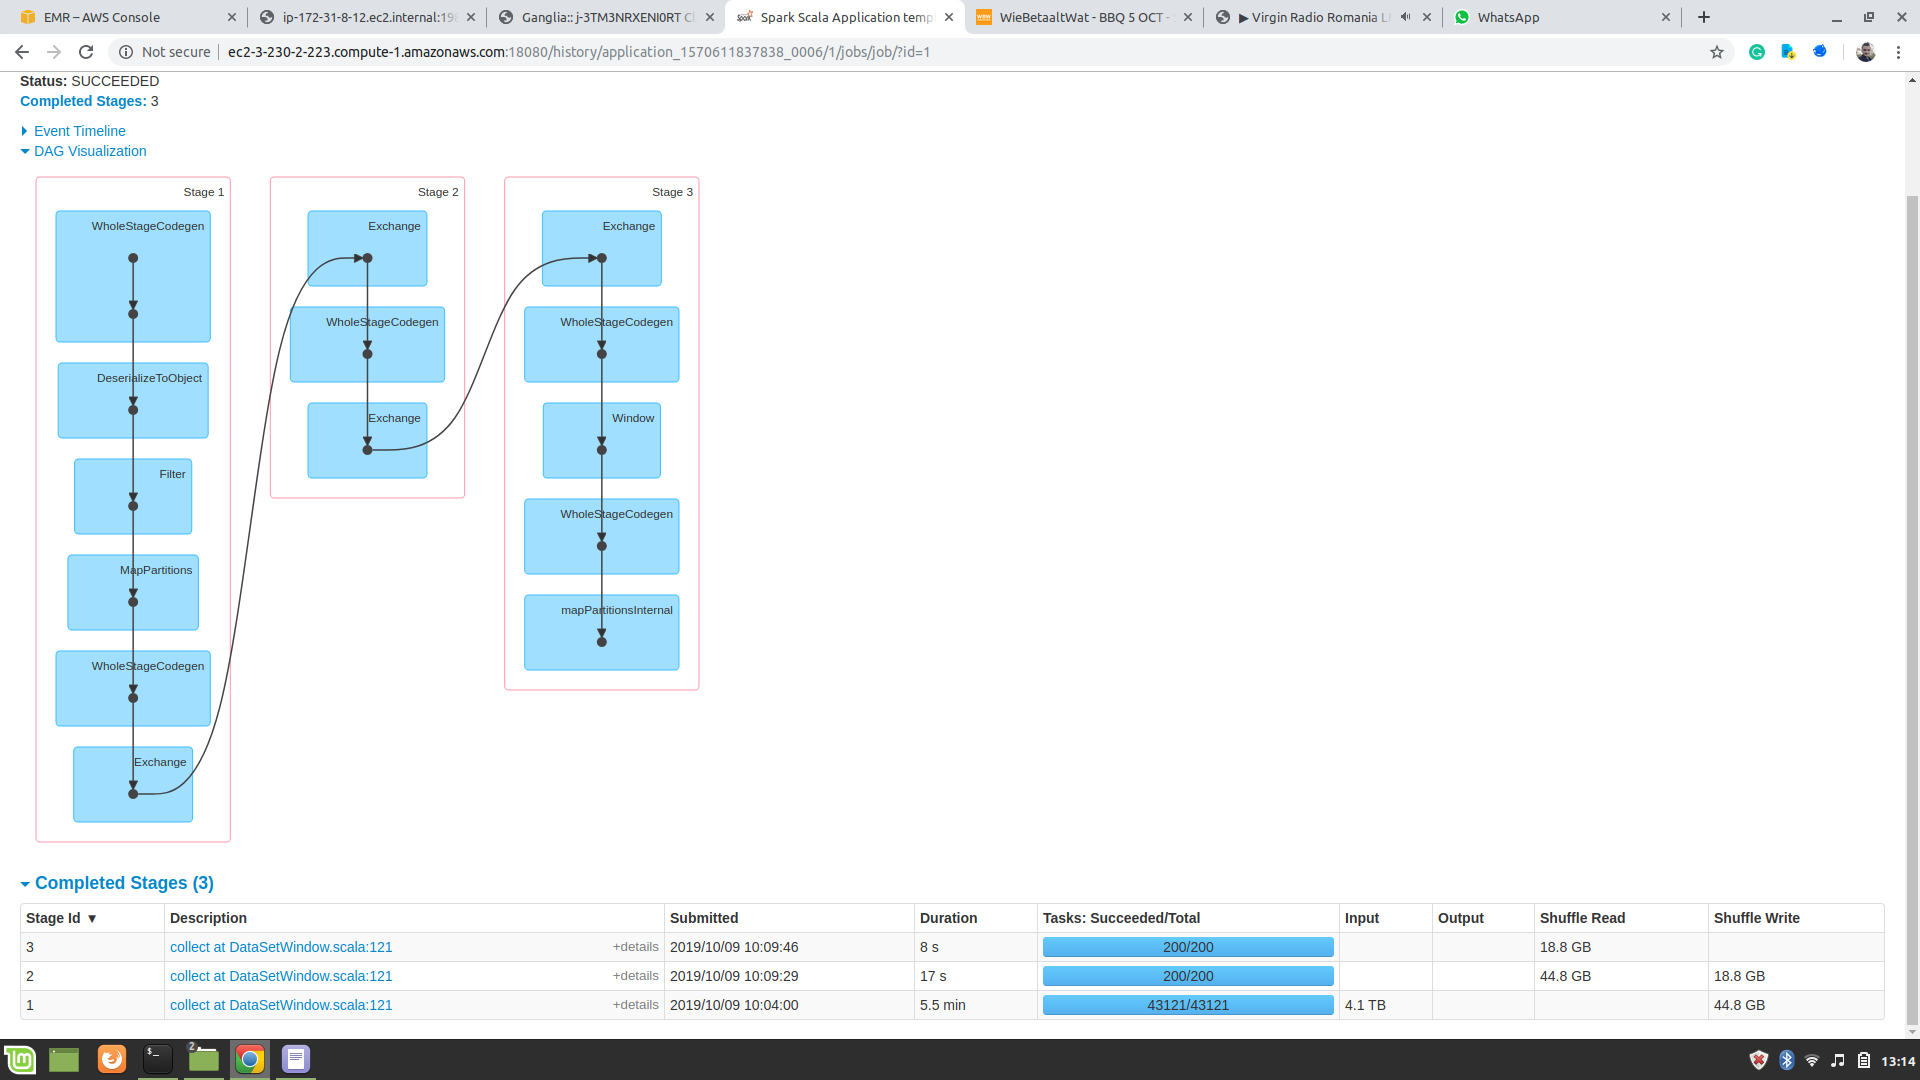 EMR – AWS Console
ip-172-31-8-12.ec2.internal:19
Ganglia:: j-3TM3NRXENI0RT C
Spark Scala Application temp
WieBetaaltWat - BBQ 5 OCT -
▶ Virgin Radio Romania L
WhatsApp
Not secure | ec2-3-230-2-223.compute-1.amazonaws.com:18080/history/application_1570611837838_0006/1/jobs/job/?id=1
Status: SUCCEEDED
Completed Stages: 3
Event Timeline
DAG Visualization
Stage 1
WholeStageCodegen
DeserializeToObject
Filter
MapPartitions
WholeStageCodegen
Exchange
Stage 2
Exchange
WholeStageCodegen
Exchange
Stage 3
Exchange
WholeStageCodegen
Window
WholeStageCodegen
mapPartitionsInternal
Completed Stages (3)
Stage Id ▼ Description Submitted Duration Tasks: Succeeded/Total Input Output Shuffle Read Shuffle Write
3 collect at DataSetWindow.scala:121 +details 2019/10/09 10:09:46 8 s 200/200 18.8 GB
2 collect at DataSetWindow.scala:121 +details 2019/10/09 10:09:29 17 s 200/200 44.8 GB 18.8 GB
1 collect at DataSetWindow.scala:121 +details 2019/10/09 10:04:00 5.5 min 43121/43121 4.1 TB 44.8 GB
2
13:14